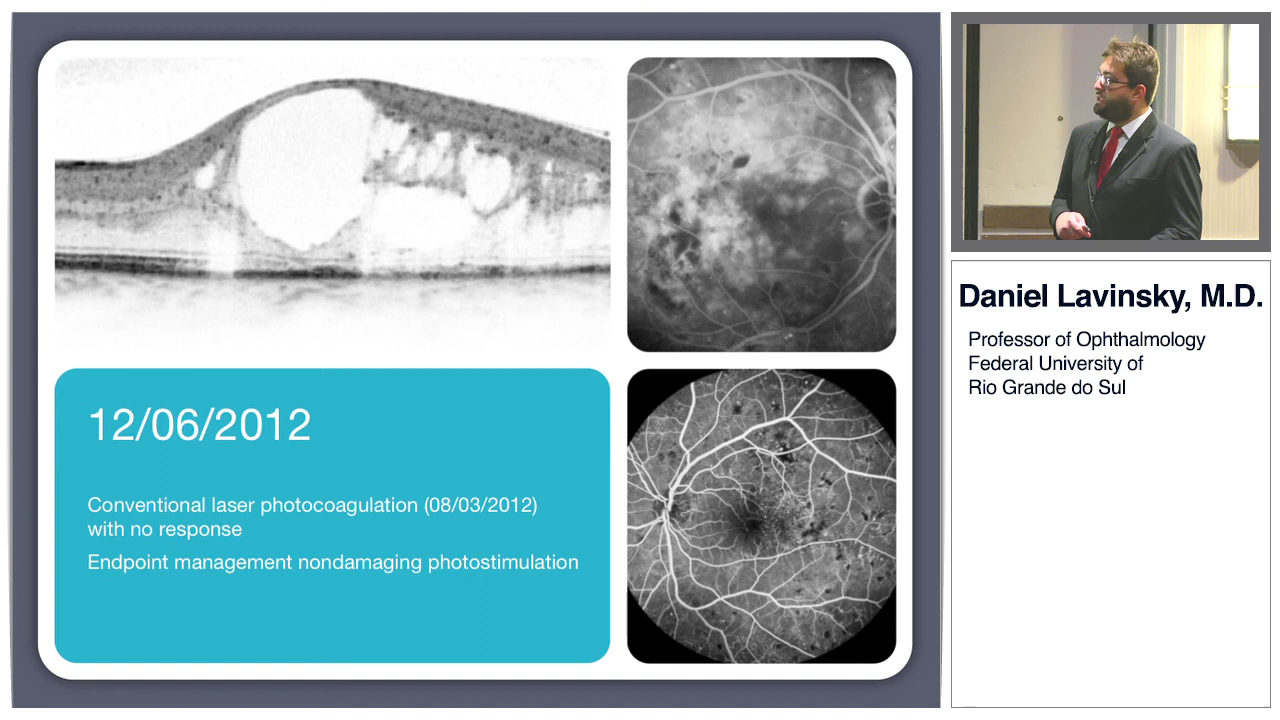 12/06/2012
Conventional laser photocoagulation (08/03/2012)
with no response
Endpoint management nondamaging photostimulation
Daniel Lavinsky, M.D.
Professor of Ophthalmology
Federal University of
Rio Grande do Sul